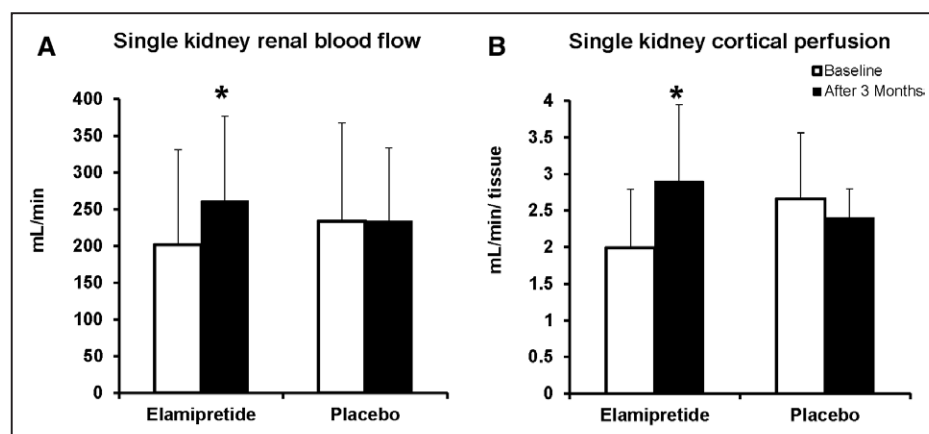 A
Single kidney renal blood flow
mL/min
400
350
300
250
200
150
100
50
0
*
Elamipretide
Placebo
B
Single kidney cortical perfusion
Baseline
After 3 Months
mL/min/ tissue
4
3.5
3
2.5
2
1.5
1
0.5
0
*
Elamipretide
Placebo